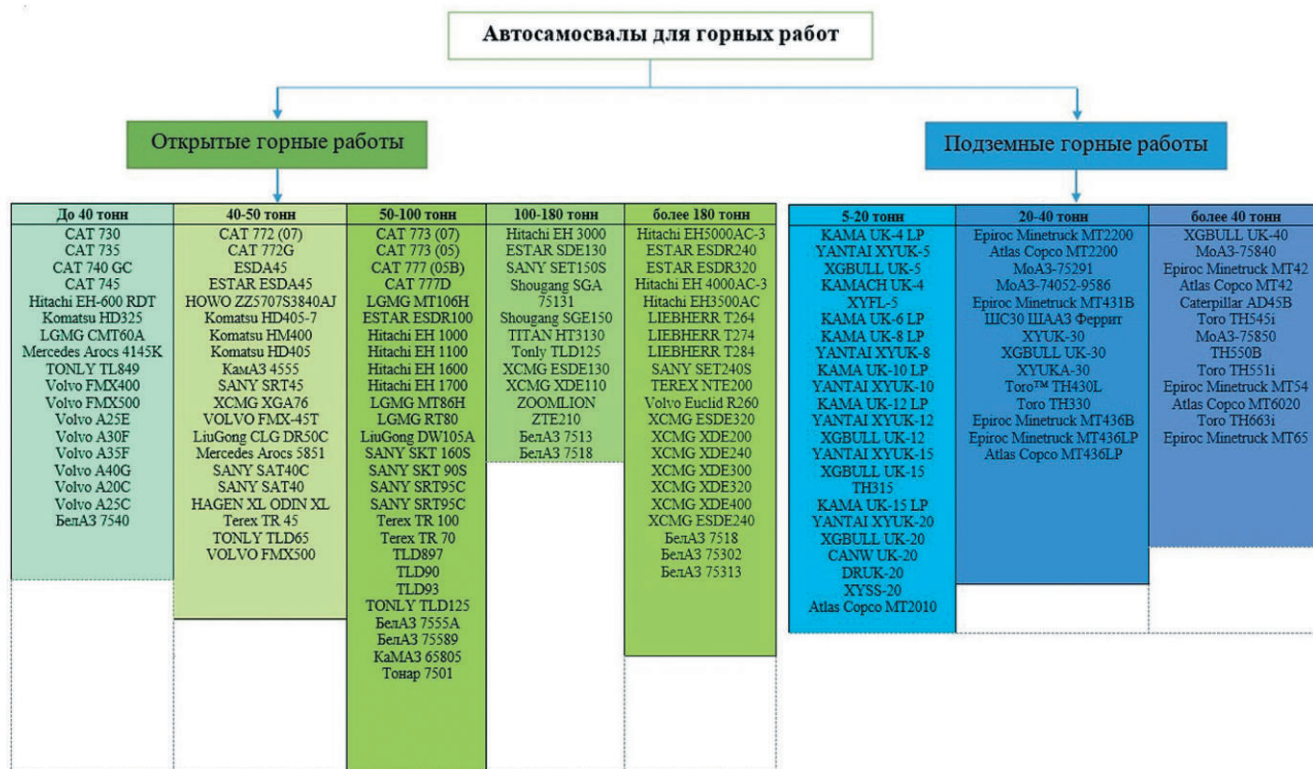 Автосамосвалы для горных работ
Открытые горные работы
Подземные горные работы
До 40 тонн
CAT 730
CAT 735
CAT 740 GC
CAT 745
Hitachi EH-600 RDT
Komatsu HD325
LGMG CMT60A
Mercedes Arocs 4145K
TONLY TL849
Volvo FMX400
Volvo FMX500
Volvo A25E
Volvo A30F
Volvo A35F
Volvo A40G
Volvo A20C
Volvo A25C
БелАЗ 7540
40-50 тонн
CAT 772 (07)
CAT 772G
ESDA45
ESTAR ESDA45
HOWO ZZ5707S3840AJ
Komatsu HD405-7
Komatsu HM400
Komatsu HD405
КамАЗ 4555
SANY SRT45
XCMG XGA76
VOLVO FMX-45T
LiuGong CLG DR50C
Mercedes Arocs 5851
SANY SAT40C
SANY SAT40
HAGEN XL ODIN XL
Terex TR 45
TONLY TLD65
VOLVO FMX500
50-100 тонн
CAT 773 (07)
CAT 773 (05)
CAT 777 (05B)
CAT 777D
LGMG MT106H
ESTAR ESDR100
Hitachi EH 1000
Hitachi EH 1100
Hitachi EH 1600
Hitachi EH 1700
LGMG MT86H
LGMG RT80
LiuGong DW105A
SANY SKT 160S
SANY SKT 90S
SANY SRT95C
SANY SRT95C
Terex TR 100
Terex TR 70
TLD897
TLD90
TLD93
TONLY TLD125
БелАЗ 7555А
БелАЗ 75589
КаМАЗ 65805
Тонар 7501
100-180 тонн
Hitachi EH 3000
ESTAR SDE130
SANY SET150S
Shougang SGA
75131
Shougang SGE150
TITAN HT3130
Tonly TLD125
XCMG ESDE130
XCMG XDE110
ZOOMLION
ZTE210
БелАЗ 7513
БелАЗ 7518
более 180 тонн
Hitachi EH5000AC-3
ESTAR ESDR240
ESTAR ESDR320
Hitachi EH 4000AC-3
Hitachi EH3500AC
LIEBHERR T264
LIEBHERR T274
LIEBHERR T284
SANY SET240S
TEREX NTE200
Volvo Euclid R260
XCMG ESDE320
XCMG XDE200
XCMG XDE240
XCMG XDE300
XCMG XDE320
XCMG XDE400
XCMG ESDE240
БелАЗ 7518
БелАЗ 75302
БелАЗ 75313
5-20 тонн
KAMA UK-4 LP
YANTAI XYUK-5
XGBULL UK-5
KAMACH UK-4
XYFL-5
KAMA UK-6 LP
KAMA UK-8 LP
YANTAI XYUK-8
KAMA UK-10 LP
YANTAI XYUK-10
KAMA UK-12 LP
YANTAI XYUK-12
XGBULL UK-12
YANTAI XYUK-15
XGBULL UK-15
TH315
KAMA UK-15 LP
YANTAI XYUK-20
XGBULL UK-20
CANW UK-20
DRUK-20
XYSS-20
Atlas Copco MT2010
20-40 тонн
Epiroc Minetruck MT2200
Atlas Copco MT2200
МоАЗ-75291
МоАЗ-74052-9586
Epiroc Minetruck MT431B
ШС30 ШААЗ Феррит
XYUK-30
XGBULL UK-30
XYUKA-30
Toro™ TH430L
Toro TH330
Epiroc Minetruck MT436B
Epiroc Minetruck MT436LP
Atlas Copco MT436LP
более 40 тонн
XGBULL UK-40
МоАЗ-75840
Epiroc Minetruck MT42
Atlas Copco MT42
Caterpillar AD45B
Toro TH545i
МоАЗ-75850
TH550B
Toro TH551i
Epiroc Minetruck MT54
Atlas Copco MT6020
Toro TH663i
Epiroc Minetruck MT65